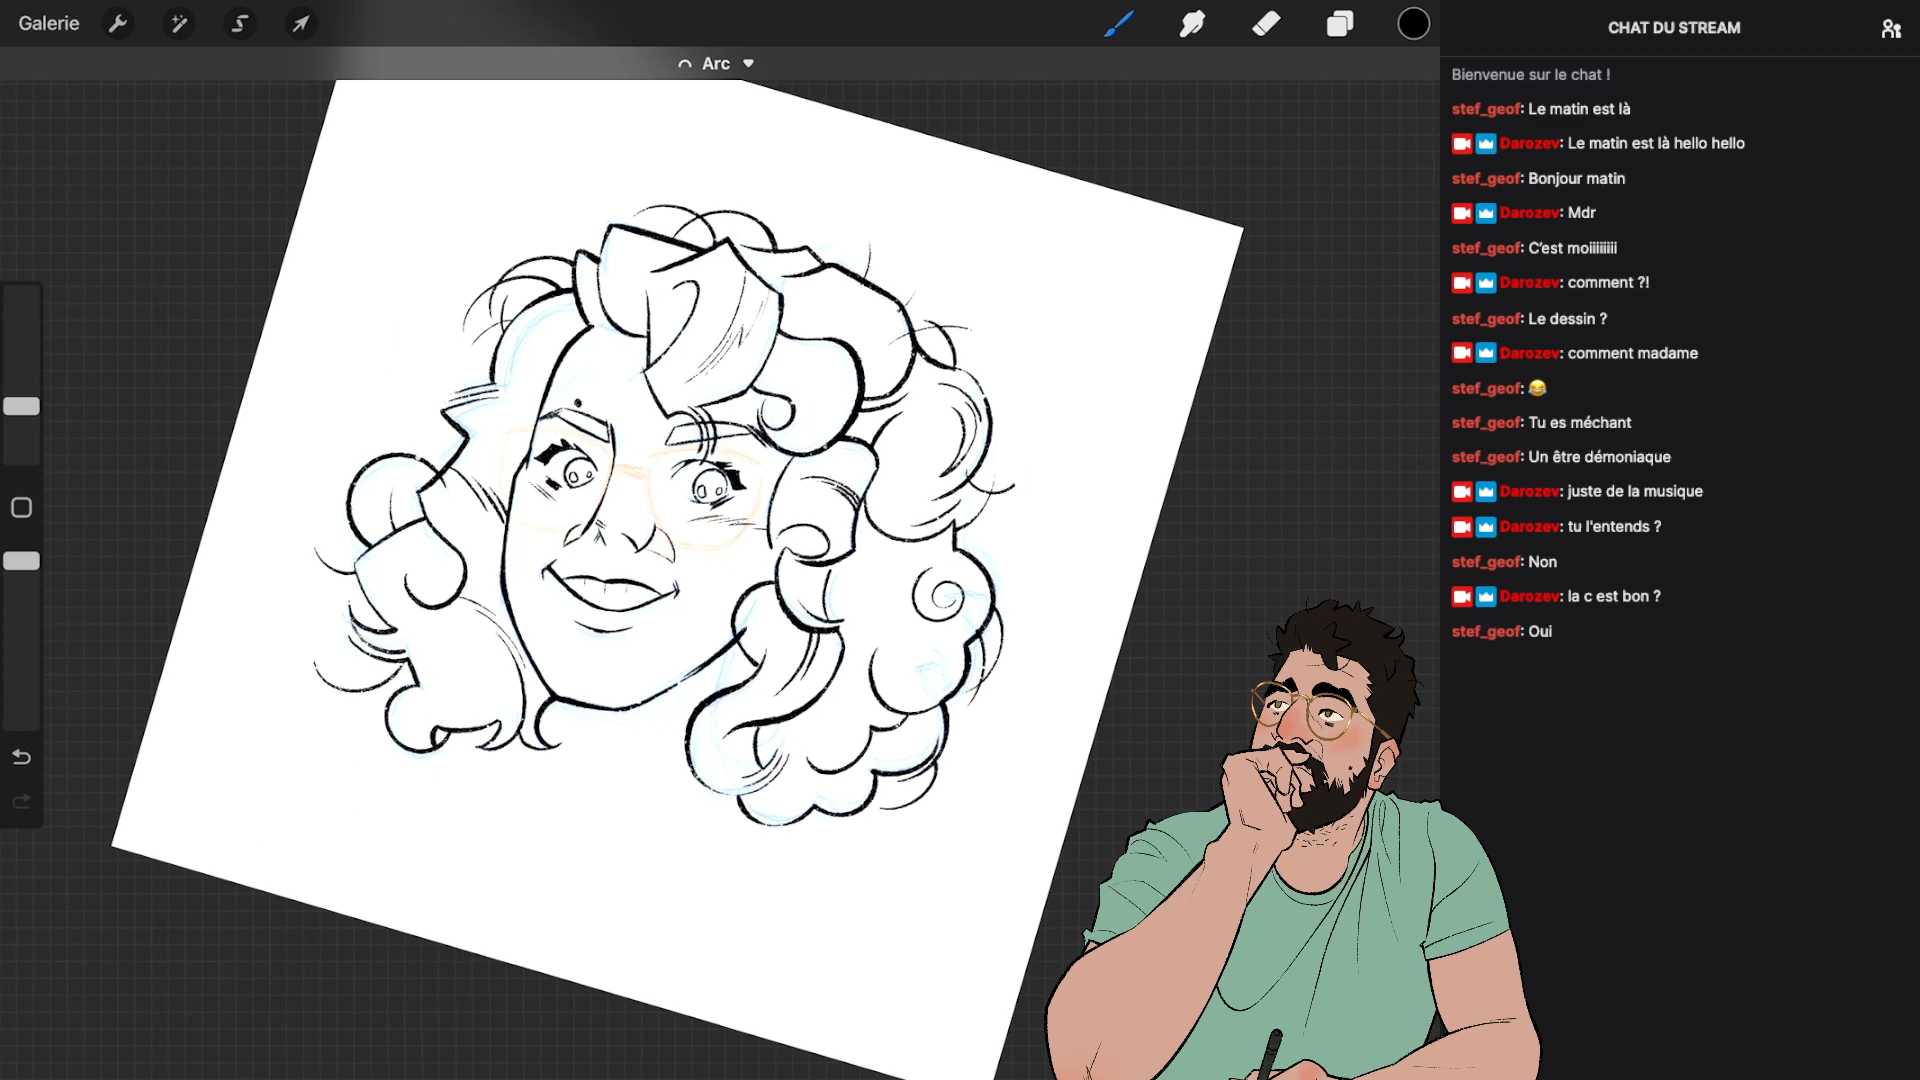 Galerie
Arc
CHAT DU STREAM
Bienvenue sur le chat !
stef_geof: Le matin est là
Darozev: Le matin est là hello hello
stef_geof: Bonjour matin
Darozev: Mdr
stef_geof: C'est moiiiiiiiii
Darozev: comment ?!
stef_geof: Le dessin ?
Darozev: comment madame
stef_geof: 😂
stef_geof: Tu es méchant
stef_geof: Un être démoniaque
Darozev: juste de la musique
Darozev: tu l'entends ?
stef_geof: Non
Darozev: la c est bon ?
stef_geof: Oui